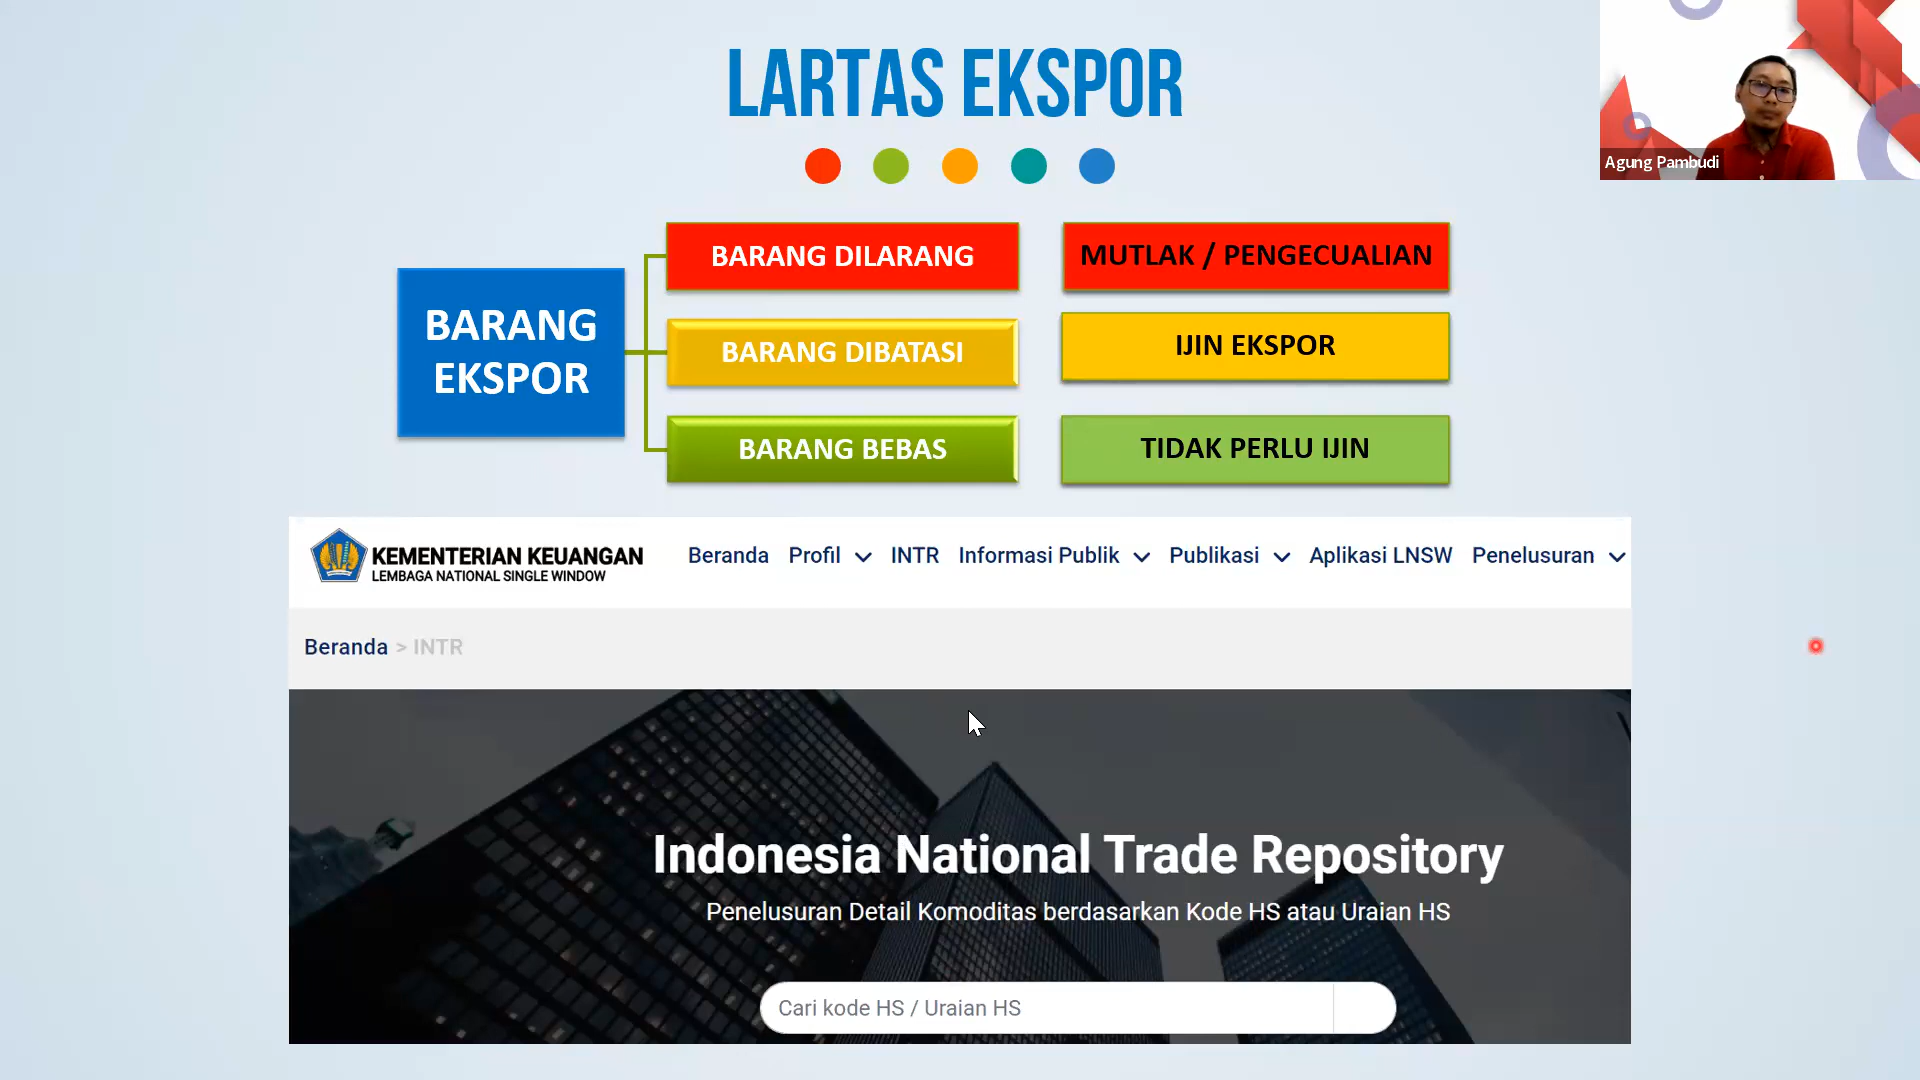 LARTAS EKSPOR
Agung Pambudi
BARANG EKSPOR
BARANG DILARANG
MUTLAK / PENGECUALIAN
BARANG DIBATASI
IJIN EKSPOR
BARANG BEBAS
TIDAK PERLU IJIN
KEMENTERIAN KEUANGAN
LEMBAGA NATIONAL SINGLE WINDOW
Beranda Profil INTR Informasi Publik Publikasi Aplikasi LNSW Penelusuran
Beranda > INTR
Indonesia National Trade Repository
Penelusuran Detail Komoditas berdasarkan Kode HS atau Uraian HS
Cari kode HS / Uraian HS